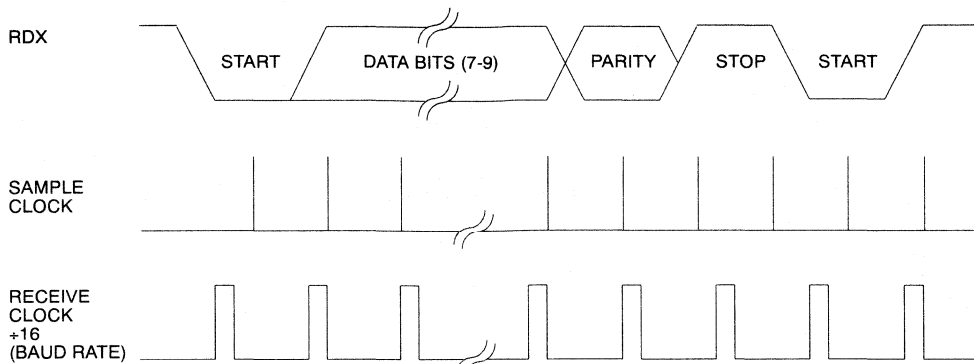 RDX
START
DATA BITS (7-9)
PARITY
STOP
START
SAMPLE
CLOCK
RECEIVE
CLOCK
÷16
(BAUD RATE)